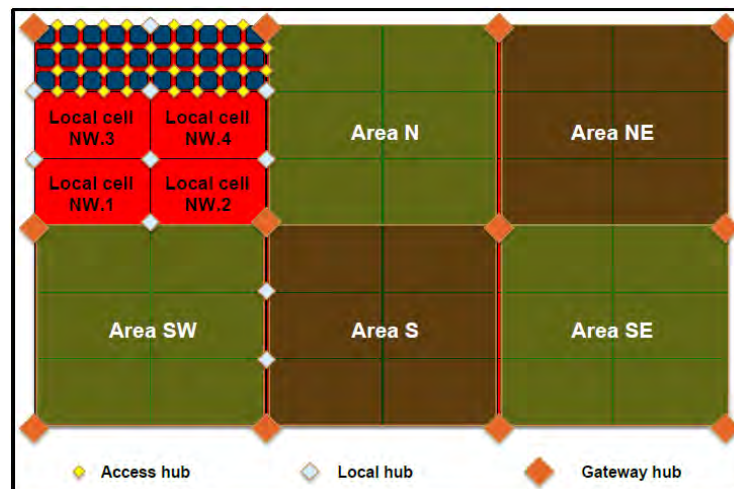 Local cell
NW.3
Local cell
NW.4
Area N
Area NE
Local cell
NW.1
Local cell
NW.2
Area SW
Area S
Area SE
Access hub
Local hub
Gateway hub